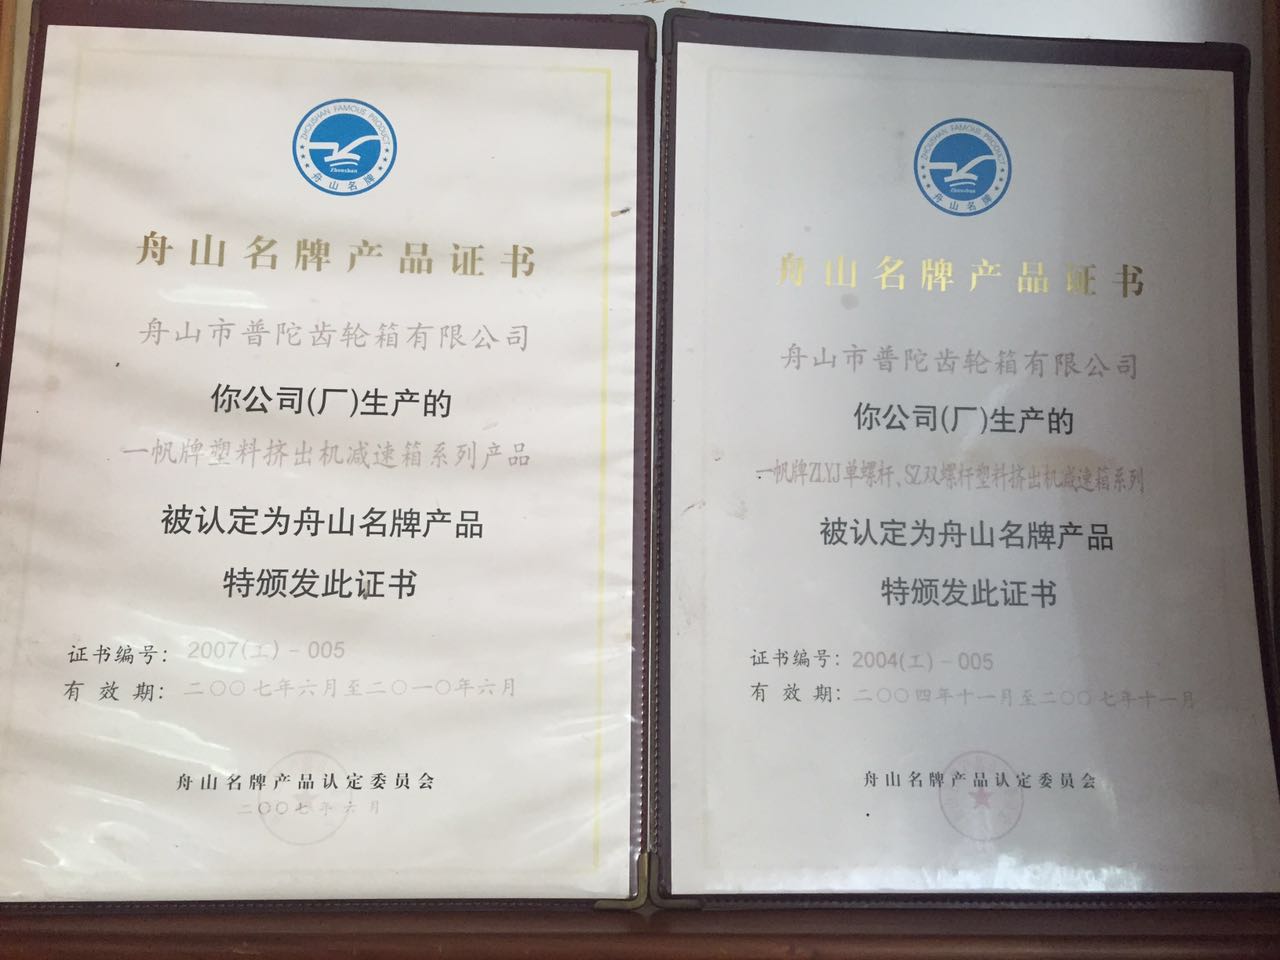 ZHOUSHAN FAMOUS PRODUCT
Zhoushan
舟山名牌
舟山名牌产品证书
舟山市普陀齿轮箱有限公司
你公司(厂)生产的
一帆牌塑料挤出机减速箱系列产品
被认定为舟山名牌产品
特颁发此证书
证书编号：2007(工)-005
有效期：二〇〇七年六月至二〇一〇年六月
舟山名牌产品认定委员会
二〇〇七年六月
ZHOUSHAN FAMOUS PRODUCT
Zhoushan
舟山名牌
舟山名牌产品证书
舟山市普陀齿轮箱有限公司
你公司(厂)生产的
一帆牌ZLYJ单螺杆、SZ双螺杆塑料挤出机减速箱系列
被认定为舟山名牌产品
特颁发此证书
证书编号：2004(工)-005
有效期：二〇〇四年十一月至二〇〇七年十一月
舟山名牌产品认定委员会